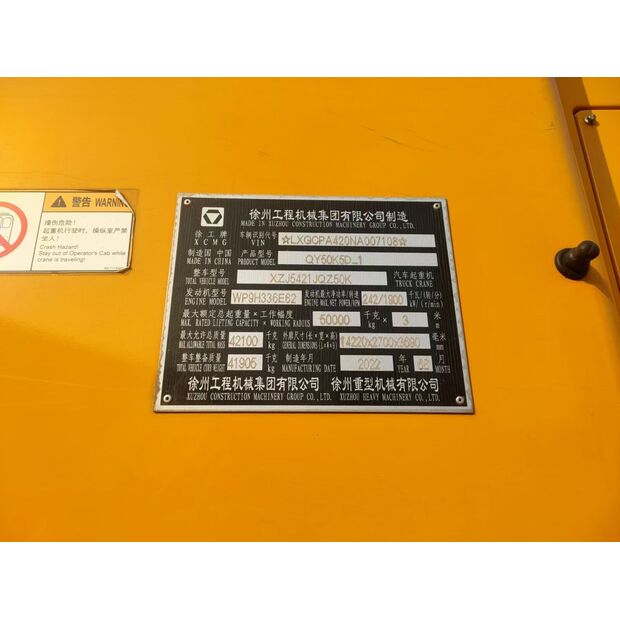 警告 WARNIN
撞伤危险!
起重机行驶时, 操纵室严禁
坐人!
Crash Hazard!
Stay out of Operator's Cab while
crane is traveling!
徐州工程机械集团有限公司制造
MADE IN XUZHOU CONSTRUCTION MACHINERY GROUP CO., LTD.
徐工牌 车辆识别代号 ☆LXGCPA420NA007108☆
XCMG VIN
制造国 中国 产品型号 QY50K5D_1
MADE IN CHINA PRODUCT MODEL
整车型号 XZJ5421JQZ50K 汽车起重机
TOTAL VEHICLE MODEL TRUCK CRANE
发动机型号 WP9H336E62 发动机最大净功率/转速 242/1900 千瓦/(转/分)
ENGINE MODEL ENGINE MAX. NET POWER/RPM kW/(r/min)
最大额定总起重量×工作幅度 50000 千克 × 3 米
MAX. RATED LIFTING CAPACITY × WORKING RADIOUS kg m
最大允许总质量 42100 千克 外廓尺寸(长×宽×高) 14220x2700x3690 毫米
MAX. ALLOWABLE TOTAL MASS kg GENERAL DIMENSIONS (L×W×H) mm
整车整备质量 41905 千克 制造年月 2022 年 月
TOTAL VEHICLE CURB WEIGHT kg MANUFACTURING DATE YEAR MONTH
徐州工程机械集团有限公司 徐州重型机械有限公司
XUZHOU CONSTRUCTION MACHINERY GROUP CO., LTD. XUZHOU HEAVY MACHINERY CO., LTD.